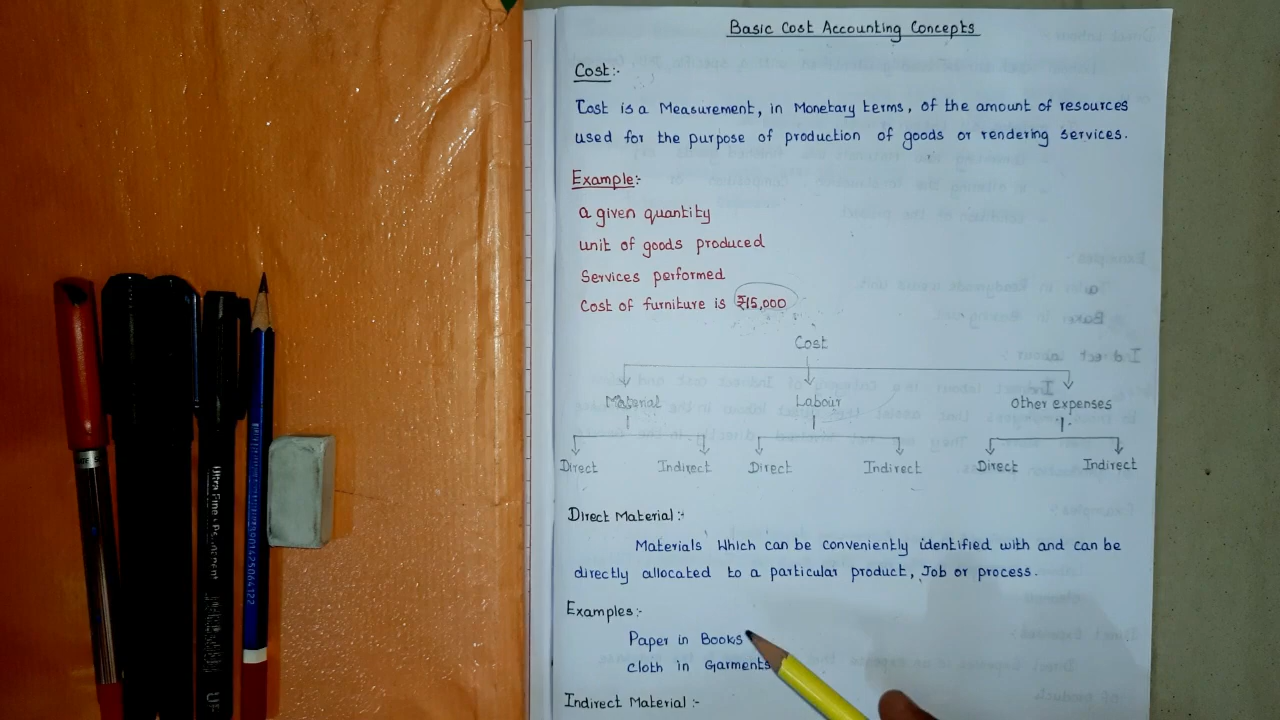 Basic Cost Accounting Concepts
Cost:-
Cost is a Measurement, in Monetary terms, of the amount of resources
used for the purpose of production of goods or rendering services.
Example:-
a given quantity
unit of goods produced
Services performed
Cost of furniture is ₹15,000
Cost
Material Labour Other expenses
Direct Indirect Direct Indirect Direct Indirect
Direct Material :-
Materials Which can be conveniently identified with and can be
directly allocated to a particular product, Job or process.
Examples:-
Paper in Books
Cloth in Garments
Indirect Material :-